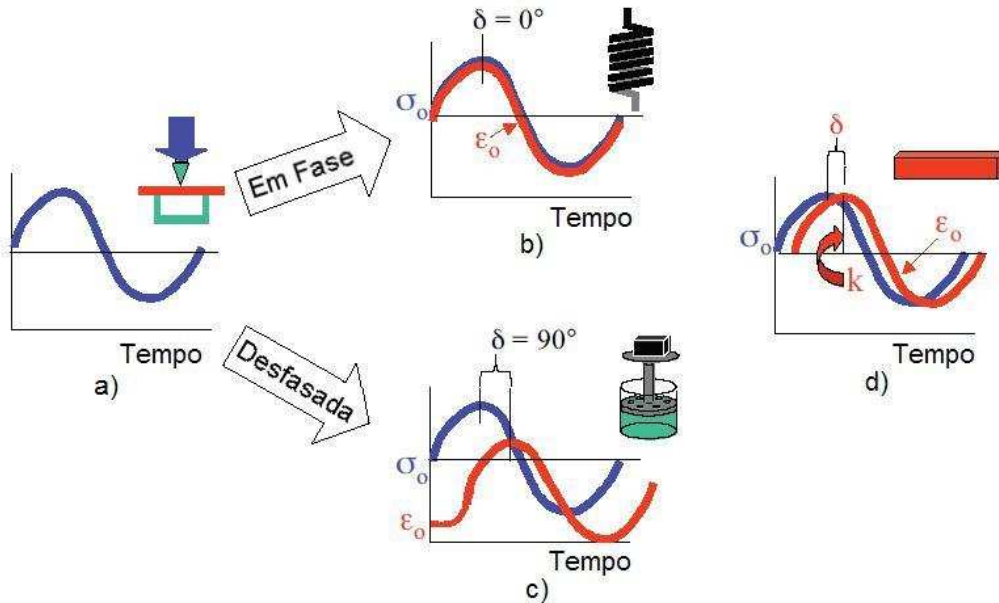 Tempo
a)
Em Fase
Desfasada
δ = 0°
σo
εo
Tempo
b)
δ = 90°
σo
εo
Tempo
c)
δ
σo
εo
k
Tempo
d)